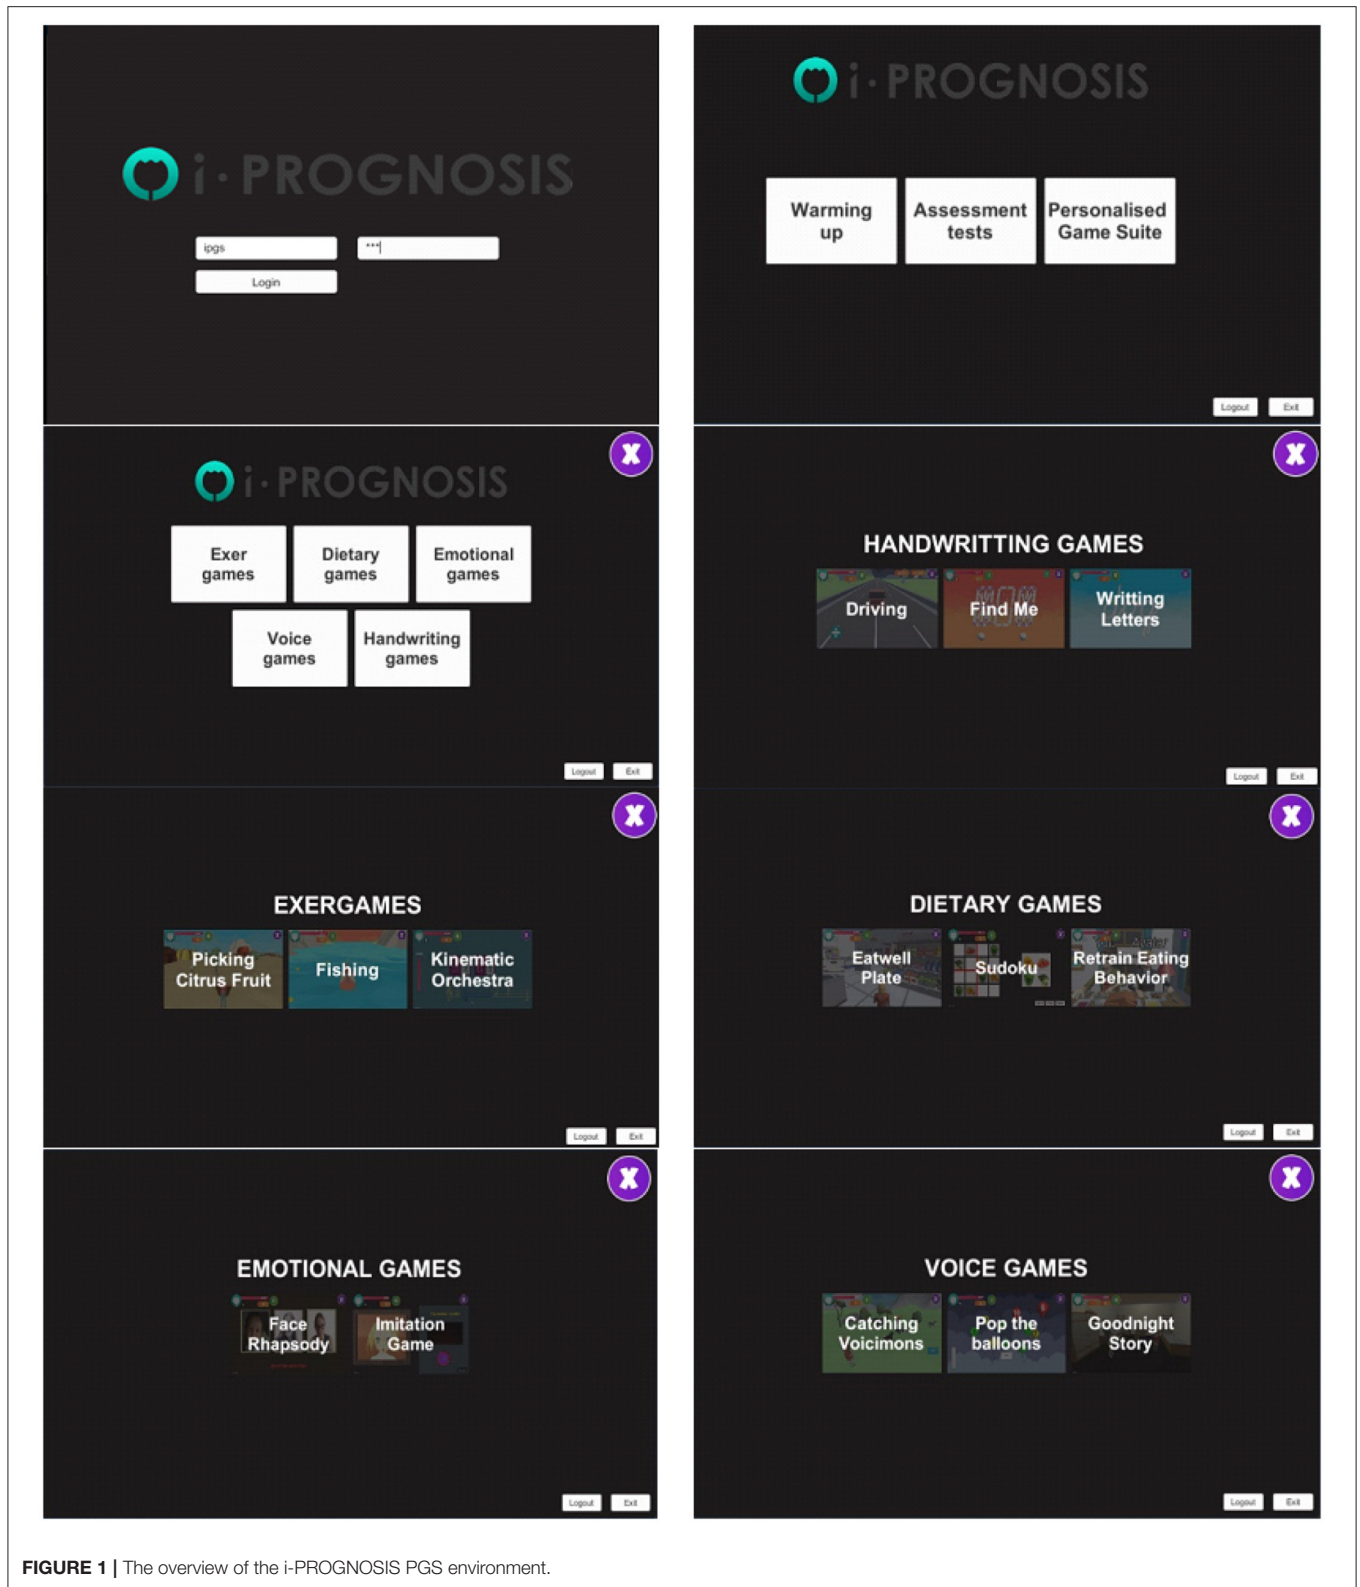 i·PROGNOSIS
ipgs
***
Login
i·PROGNOSIS
Warming
up
Assessment
tests
Personalised
Game Suite
Logout
Exit
X
i·PROGNOSIS
Exer
games
Dietary
games
Emotional
games
Voice
games
Handwriting
games
Logout
Exit
X
HANDWRITTING GAMES
Driving
Find Me
Writting
Letters
Logout
Exit
X
EXERGAMES
Picking
Citrus Fruit
Fishing
Kinematic
Orchestra
Logout
Exit
X
DIETARY GAMES
Eatwell
Plate
Sudoku
Retrain Eating
Behavior
Logout
Exit
X
EMOTIONAL GAMES
Face
Rhapsody
Imitation
Game
Logout
Exit
X
VOICE GAMES
Catching
Voicimons
Pop the
balloons
Goodnight
Story
Logout
Exit
FIGURE 1 | The overview of the i-PROGNOSIS PGS environment.